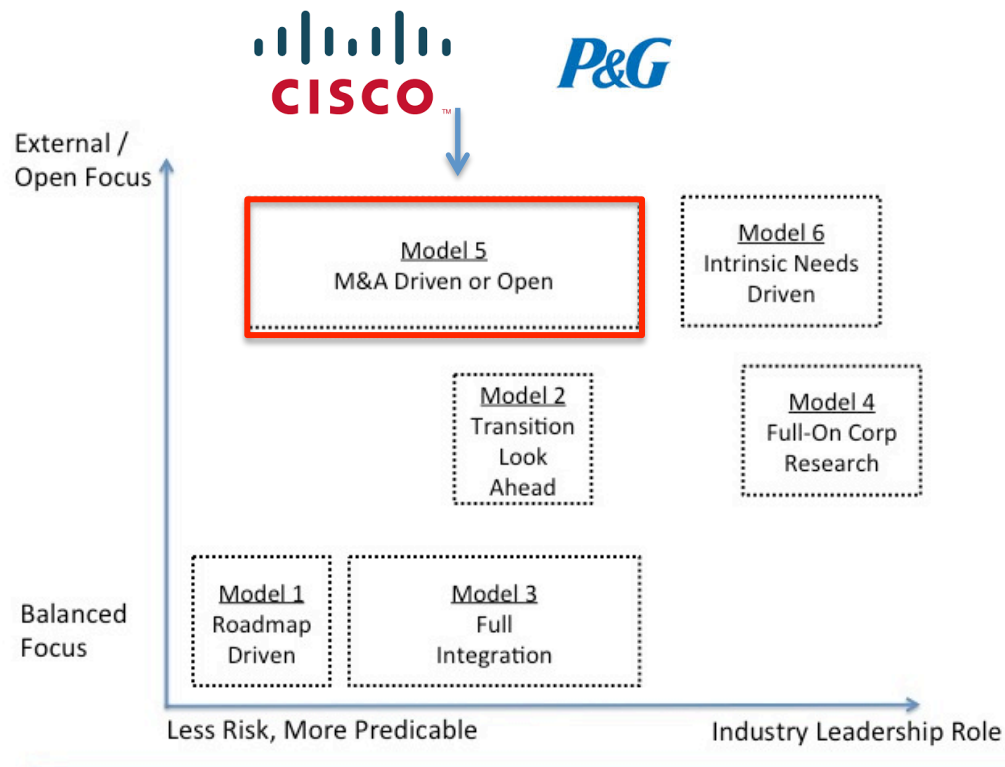 CISCO™
P&G
External /
Open Focus
Model 5
M&A Driven or Open
Model 6
Intrinsic Needs
Driven
Model 2
Transition
Look
Ahead
Model 4
Full-On Corp
Research
Model 1
Roadmap
Driven
Model 3
Full
Integration
Balanced
Focus
Less Risk, More Predicable
Industry Leadership Role